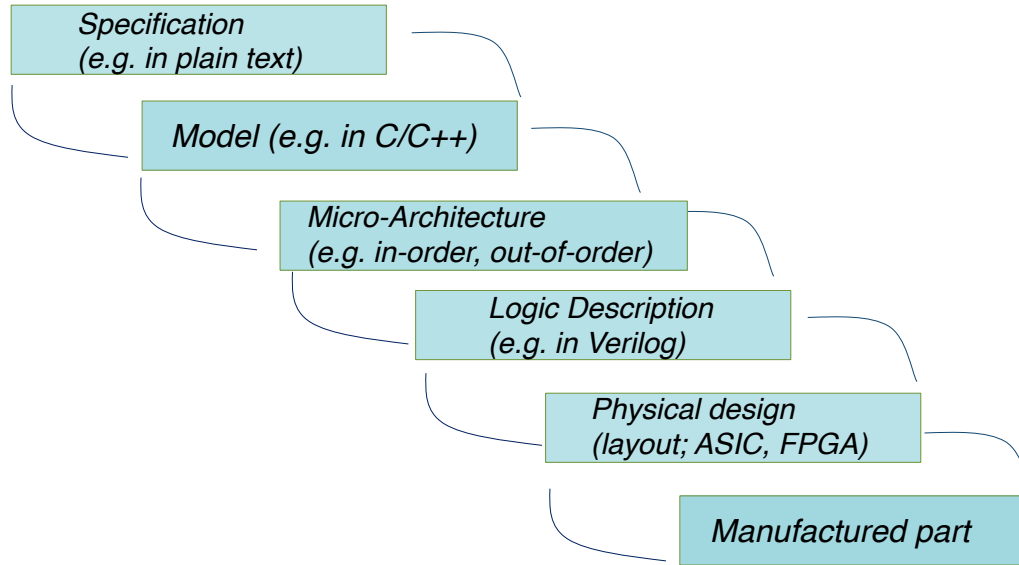 Specification
(e.g. in plain text)
Model (e.g. in C/C++)
Micro-Architecture
(e.g. in-order, out-of-order)
Logic Description
(e.g. in Verilog)
Physical design
(layout; ASIC, FPGA)
Manufactured part